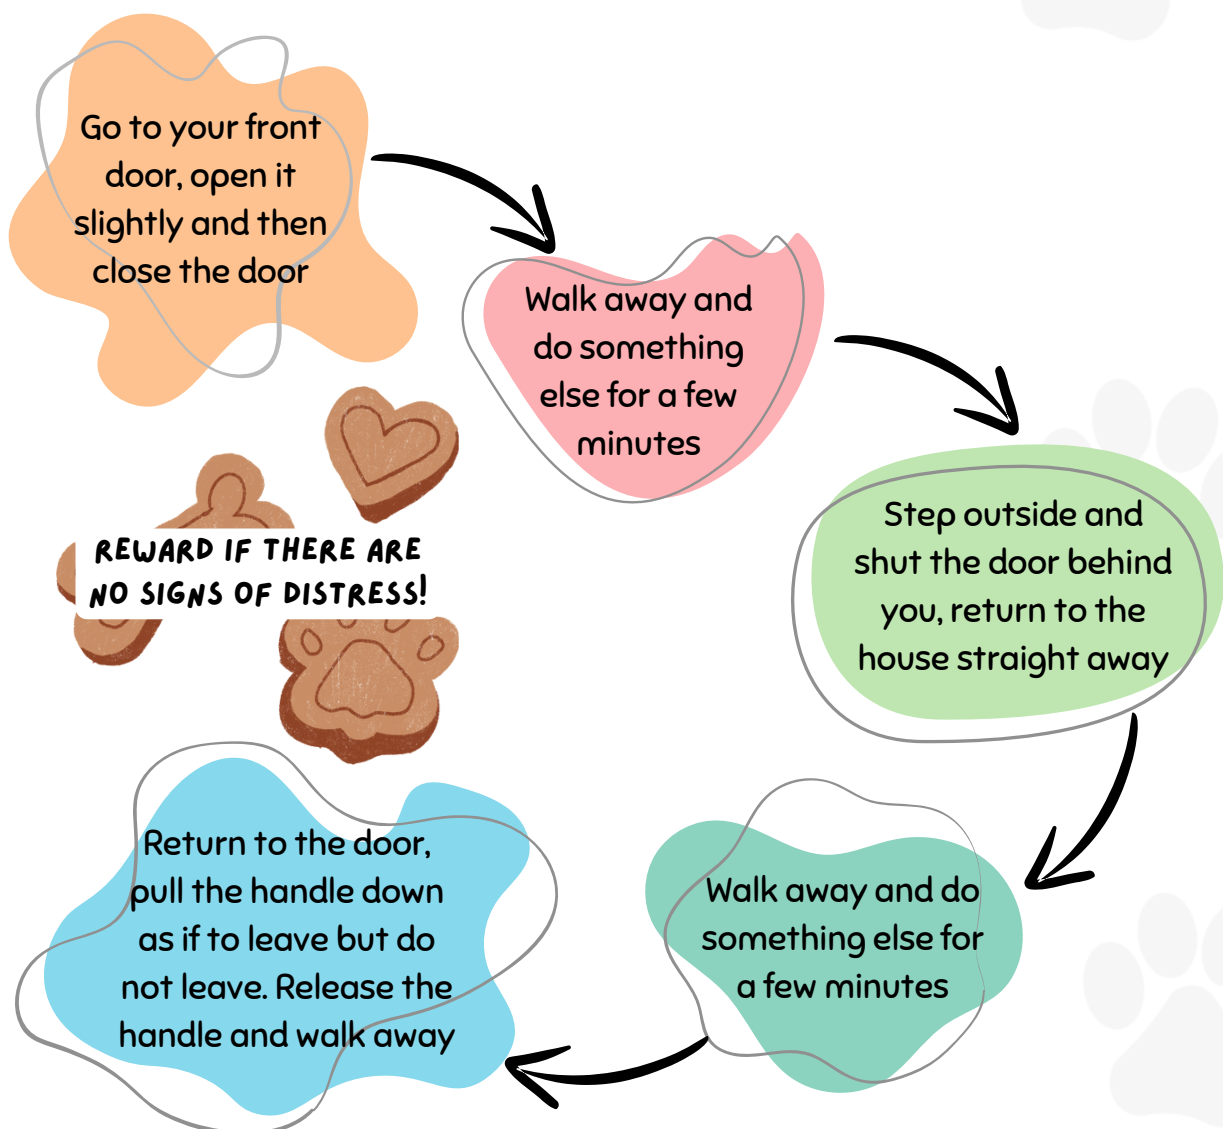 Go to your front
door, open it
slightly and then
close the door
Walk away and
do something
else for a few
minutes
Step outside and
shut the door behind
you, return to the
house straight away
Walk away and do
something else for
a few minutes
Return to the door,
pull the handle down
as if to leave but do
not leave. Release the
handle and walk away
REWARD IF THERE ARE
NO SIGNS OF DISTRESS!